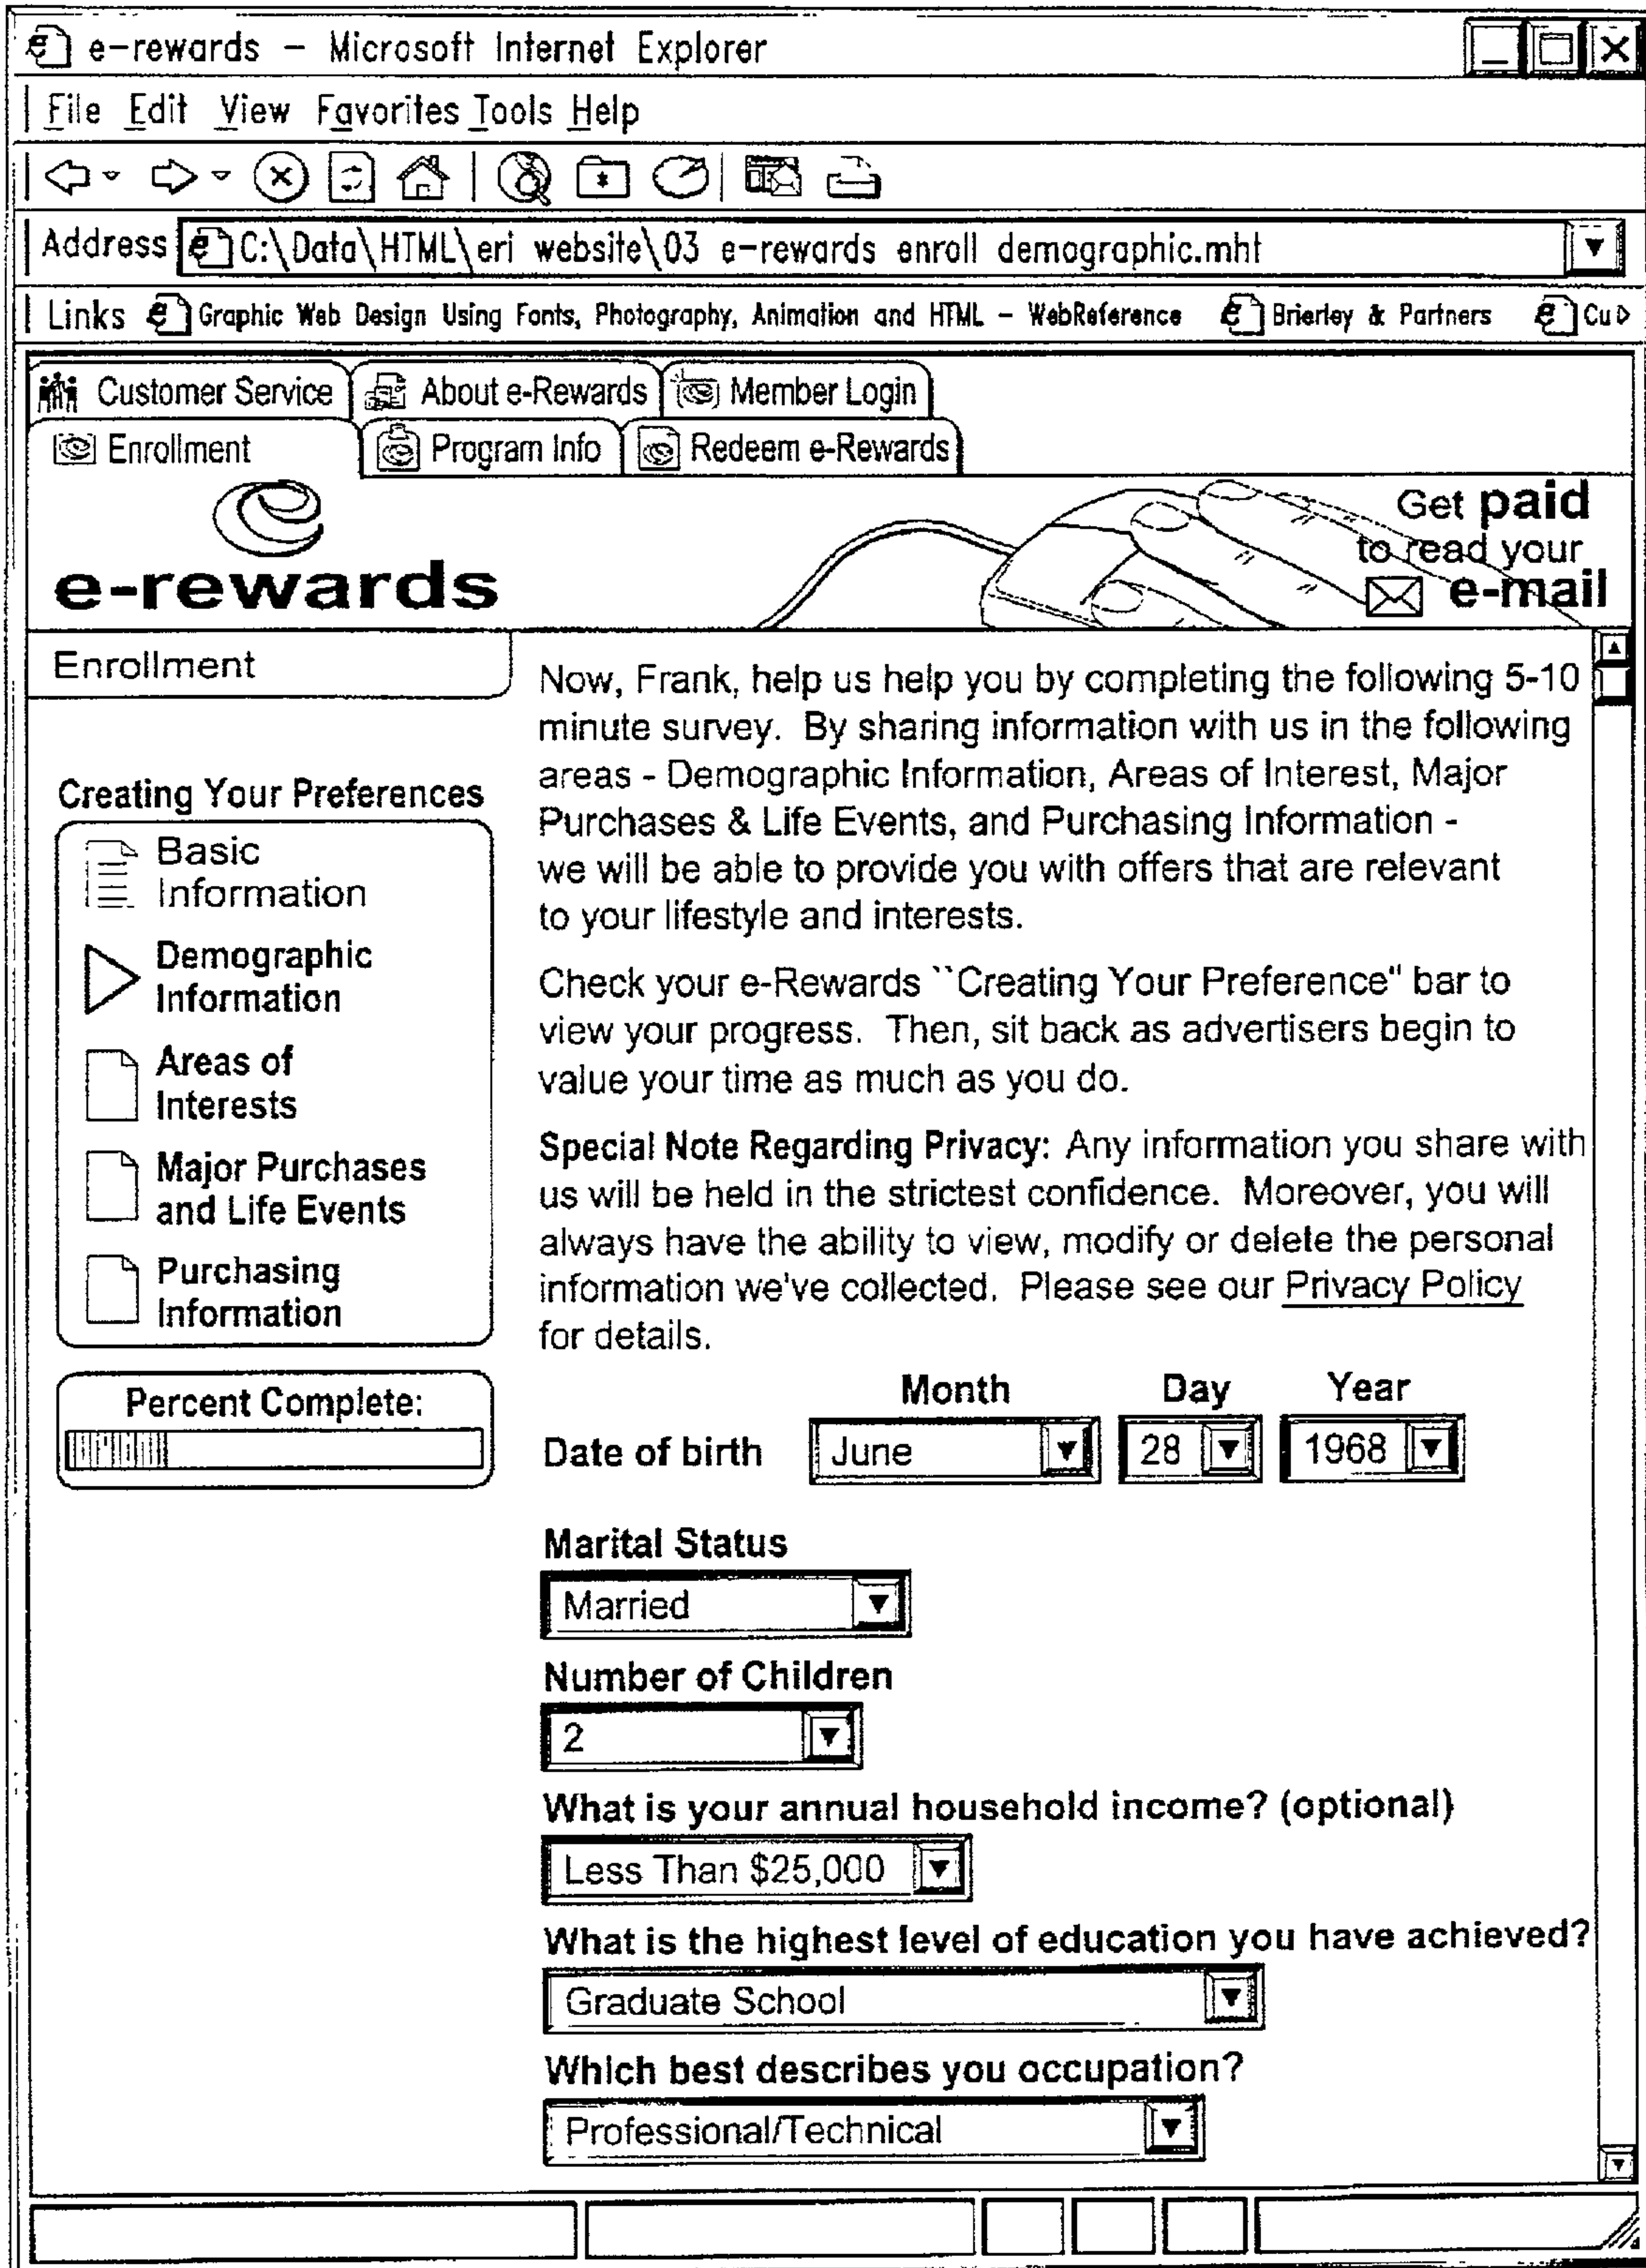 e-rewards - Microsoft Internet Explorer
File Edit View Favorites Tools Help
Address C:\Data\HTML\eri website\03 e-rewards enroll demographic.mht
Links Graphic Web Design Using Fonts, Photography, Animation and HTML - WebReference Brierley & Partners Cu
Customer Service About e-Rewards Member Login
Enrollment Program Info Redeem e-Rewards
e-rewards
Get paid
to read your
e-mail
Enrollment
Creating Your Preferences
Basic
Information
Demographic
Information
Areas of
Interests
Major Purchases
and Life Events
Purchasing
Information
Percent Complete:
Now, Frank, help us help you by completing the following 5-10
minute survey. By sharing information with us in the following
areas - Demographic Information, Areas of Interest, Major
Purchases & Life Events, and Purchasing Information -
we will be able to provide you with offers that are relevant
to your lifestyle and interests.
Check your e-Rewards ``Creating Your Preference" bar to
view your progress. Then, sit back as advertisers begin to
value your time as much as you do.
Special Note Regarding Privacy: Any information you share with
us will be held in the strictest confidence. Moreover, you will
always have the ability to view, modify or delete the personal
information we've collected. Please see our Privacy Policy
for details.
Month Day Year
Date of birth June 28 1968
Marital Status
Married
Number of Children
2
What is your annual household income? (optional)
Less Than $25,000
What is the highest level of education you have achieved?
Graduate School
Which best describes you occupation?
Professional/Technical